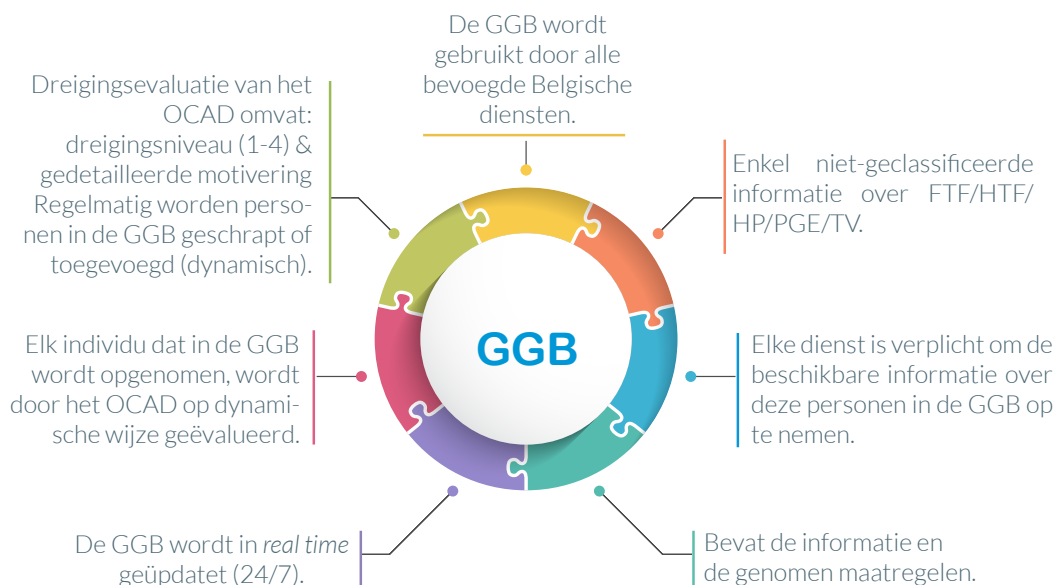 De GGB wordt
gebruikt door alle
bevoegde Belgische
diensten.
Enkel niet-geclassificeerde
informatie over FTF/HTF/
HP/PGE/TV.
Elke dienst is verplicht om de
beschikbare informatie over
deze personen in de GGB op
te nemen.
Bevat de informatie en
de genomen maatregelen.
De GGB wordt in real time
geüpdatet (24/7).
Elk individu dat in de GGB
wordt opgenomen, wordt
door het OCAD op dynami-
sche wijze geëvalueerd.
Dreigingsevaluatie van het
OCAD omvat:
dreigingsniveau (1-4) &
gedetailleerde motivering
Regelmatig worden perso-
nen in de GGB geschrapt of
toegevoegd (dynamisch).
GGB